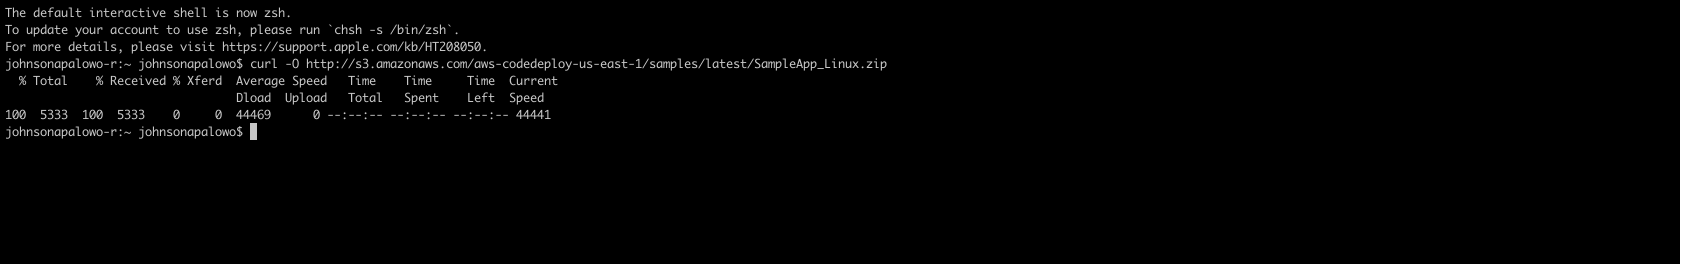 The default interactive shell is now zsh.
To update your account to use zsh, please run `chsh -s /bin/zsh`.
For more details, please visit https://support.apple.com/kb/HT208050.
johnsonapalowo-r:~ johnsonapalowo$ curl -O http://s3.amazonaws.com/aws-codedeploy-us-east-1/samples/latest/SampleApp_Linux.zip
  % Total    % Received % Xferd  Average Speed   Time    Time     Time  Current
                                 Dload  Upload   Total   Spent    Left  Speed
100  5333  100  5333    0     0  44469      0 --:--:-- --:--:-- --:--:-- 44441
johnsonapalowo-r:~ johnsonapalowo$